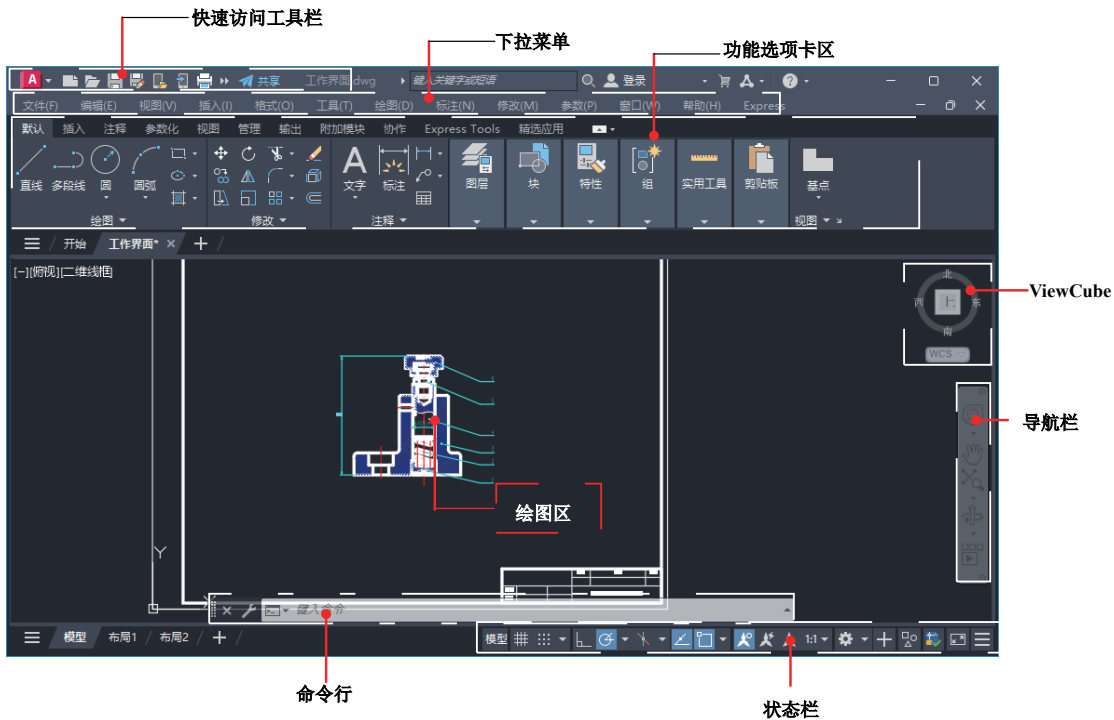 快速访问工具栏
下拉菜单
功能选项卡区
A 共享 工作界面.dwg 键入关键字或短语 登录
文件(F) 编辑(E) 视图(V) 插入(I) 格式(O) 工具(T) 绘图(D) 标注(N) 修改(M) 参数(P) 窗口(W) 帮助(H) Express
默认 插入 注释 参数化 视图 管理 输出 附加模块 协作 Express Tools 精选应用
直线 多段线 圆 圆弧 文字 标注 图层 块 特性 组 实用工具 剪贴板 基点
绘图 修改 注释 视图
开始 工作界面*
[−][俯视][二维线框]
北
西 上 东
南
WCS
ViewCube
导航栏
绘图区
Y
X
键入命令
模型 布局1 布局2
模型 1:1
命令行
状态栏